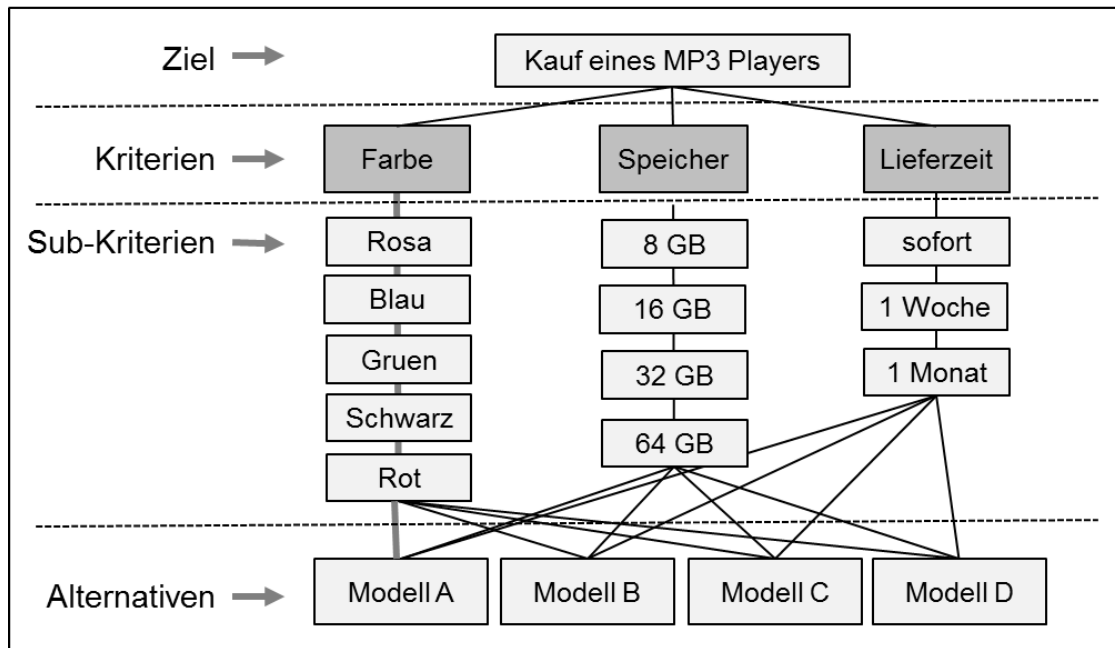 Ziel
Kauf eines MP3 Players
Kriterien
Farbe
Speicher
Lieferzeit
Sub-Kriterien
Rosa
8 GB
sofort
Blau
16 GB
1 Woche
Gruen
32 GB
1 Monat
Schwarz
64 GB
Rot
Alternativen
Modell A
Modell B
Modell C
Modell D